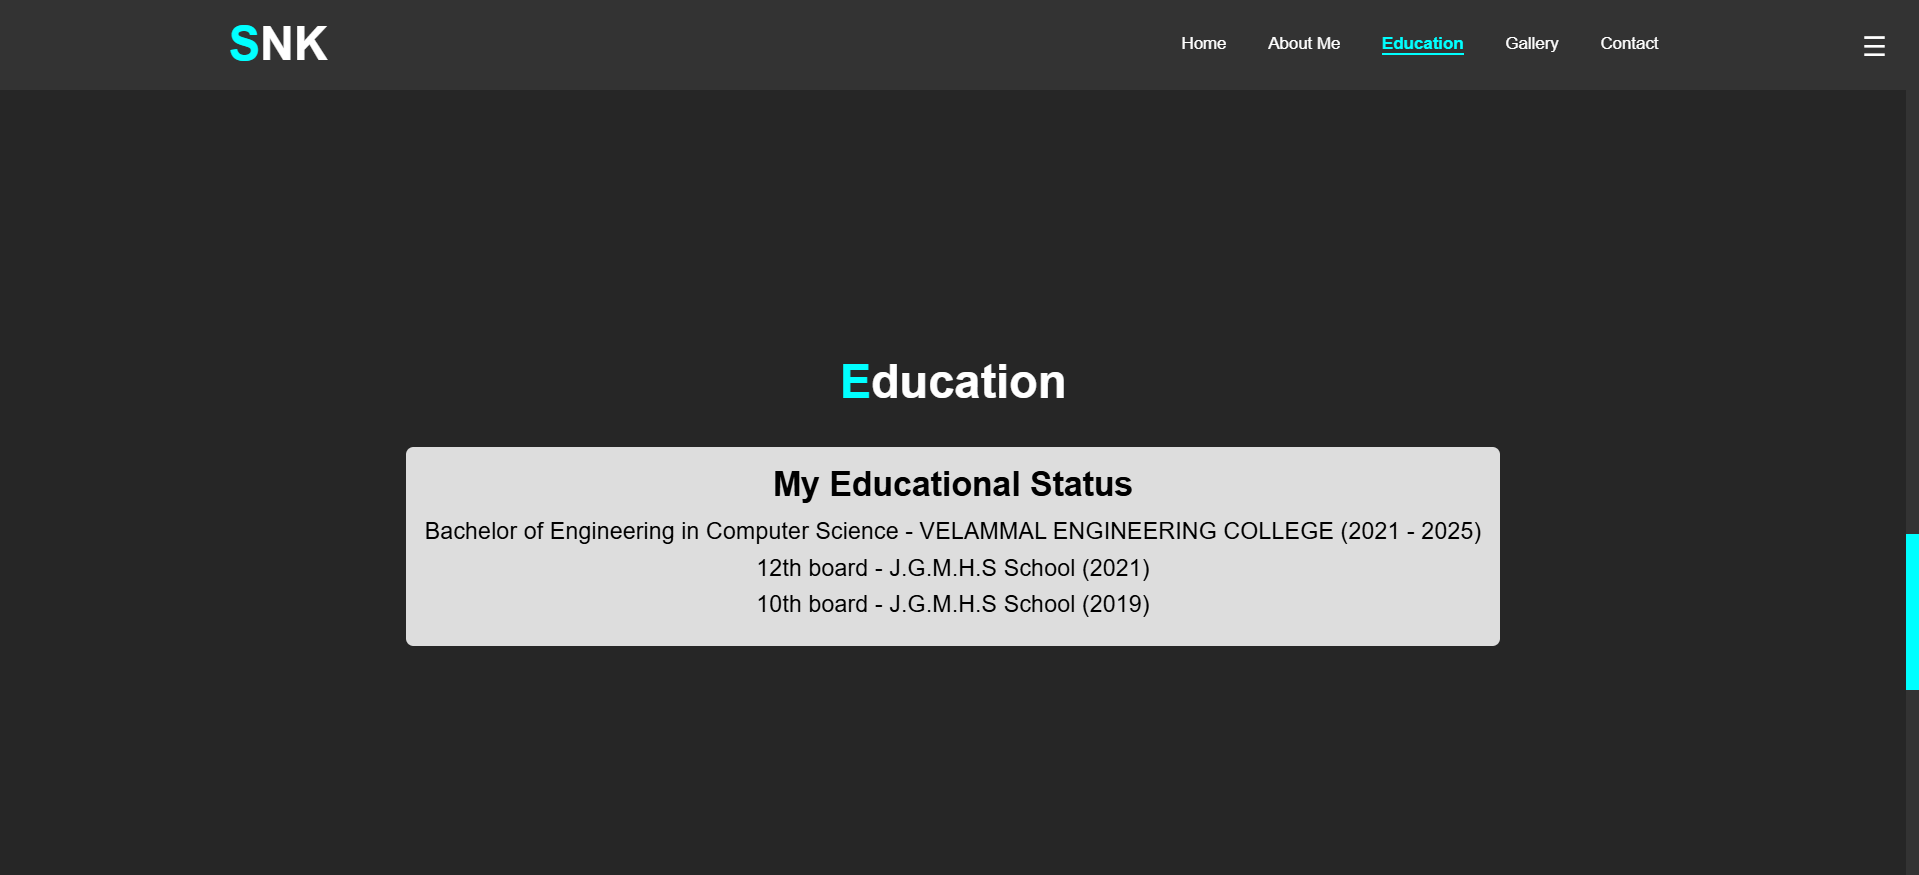 SNK
Home About Me Education Gallery Contact
Education
My Educational Status
Bachelor of Engineering in Computer Science - VELAMMAL ENGINEERING COLLEGE (2021 - 2025)
12th board - J.G.M.H.S School (2021)
10th board - J.G.M.H.S School (2019)